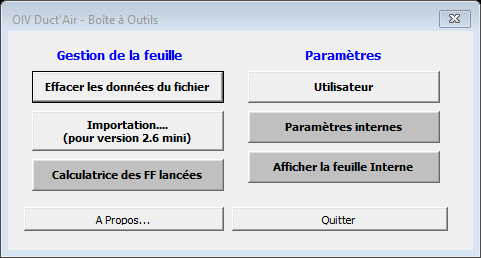 OIV Duct'Air - Boîte à Outils
Gestion de la feuille
Effacer les données du fichier
Importation....
(pour version 2.6 mini)
Calculatrice des FF lancées
Paramètres
Utilisateur
Paramètres internes
Afficher la feuille Interne
A Propos...
Quitter